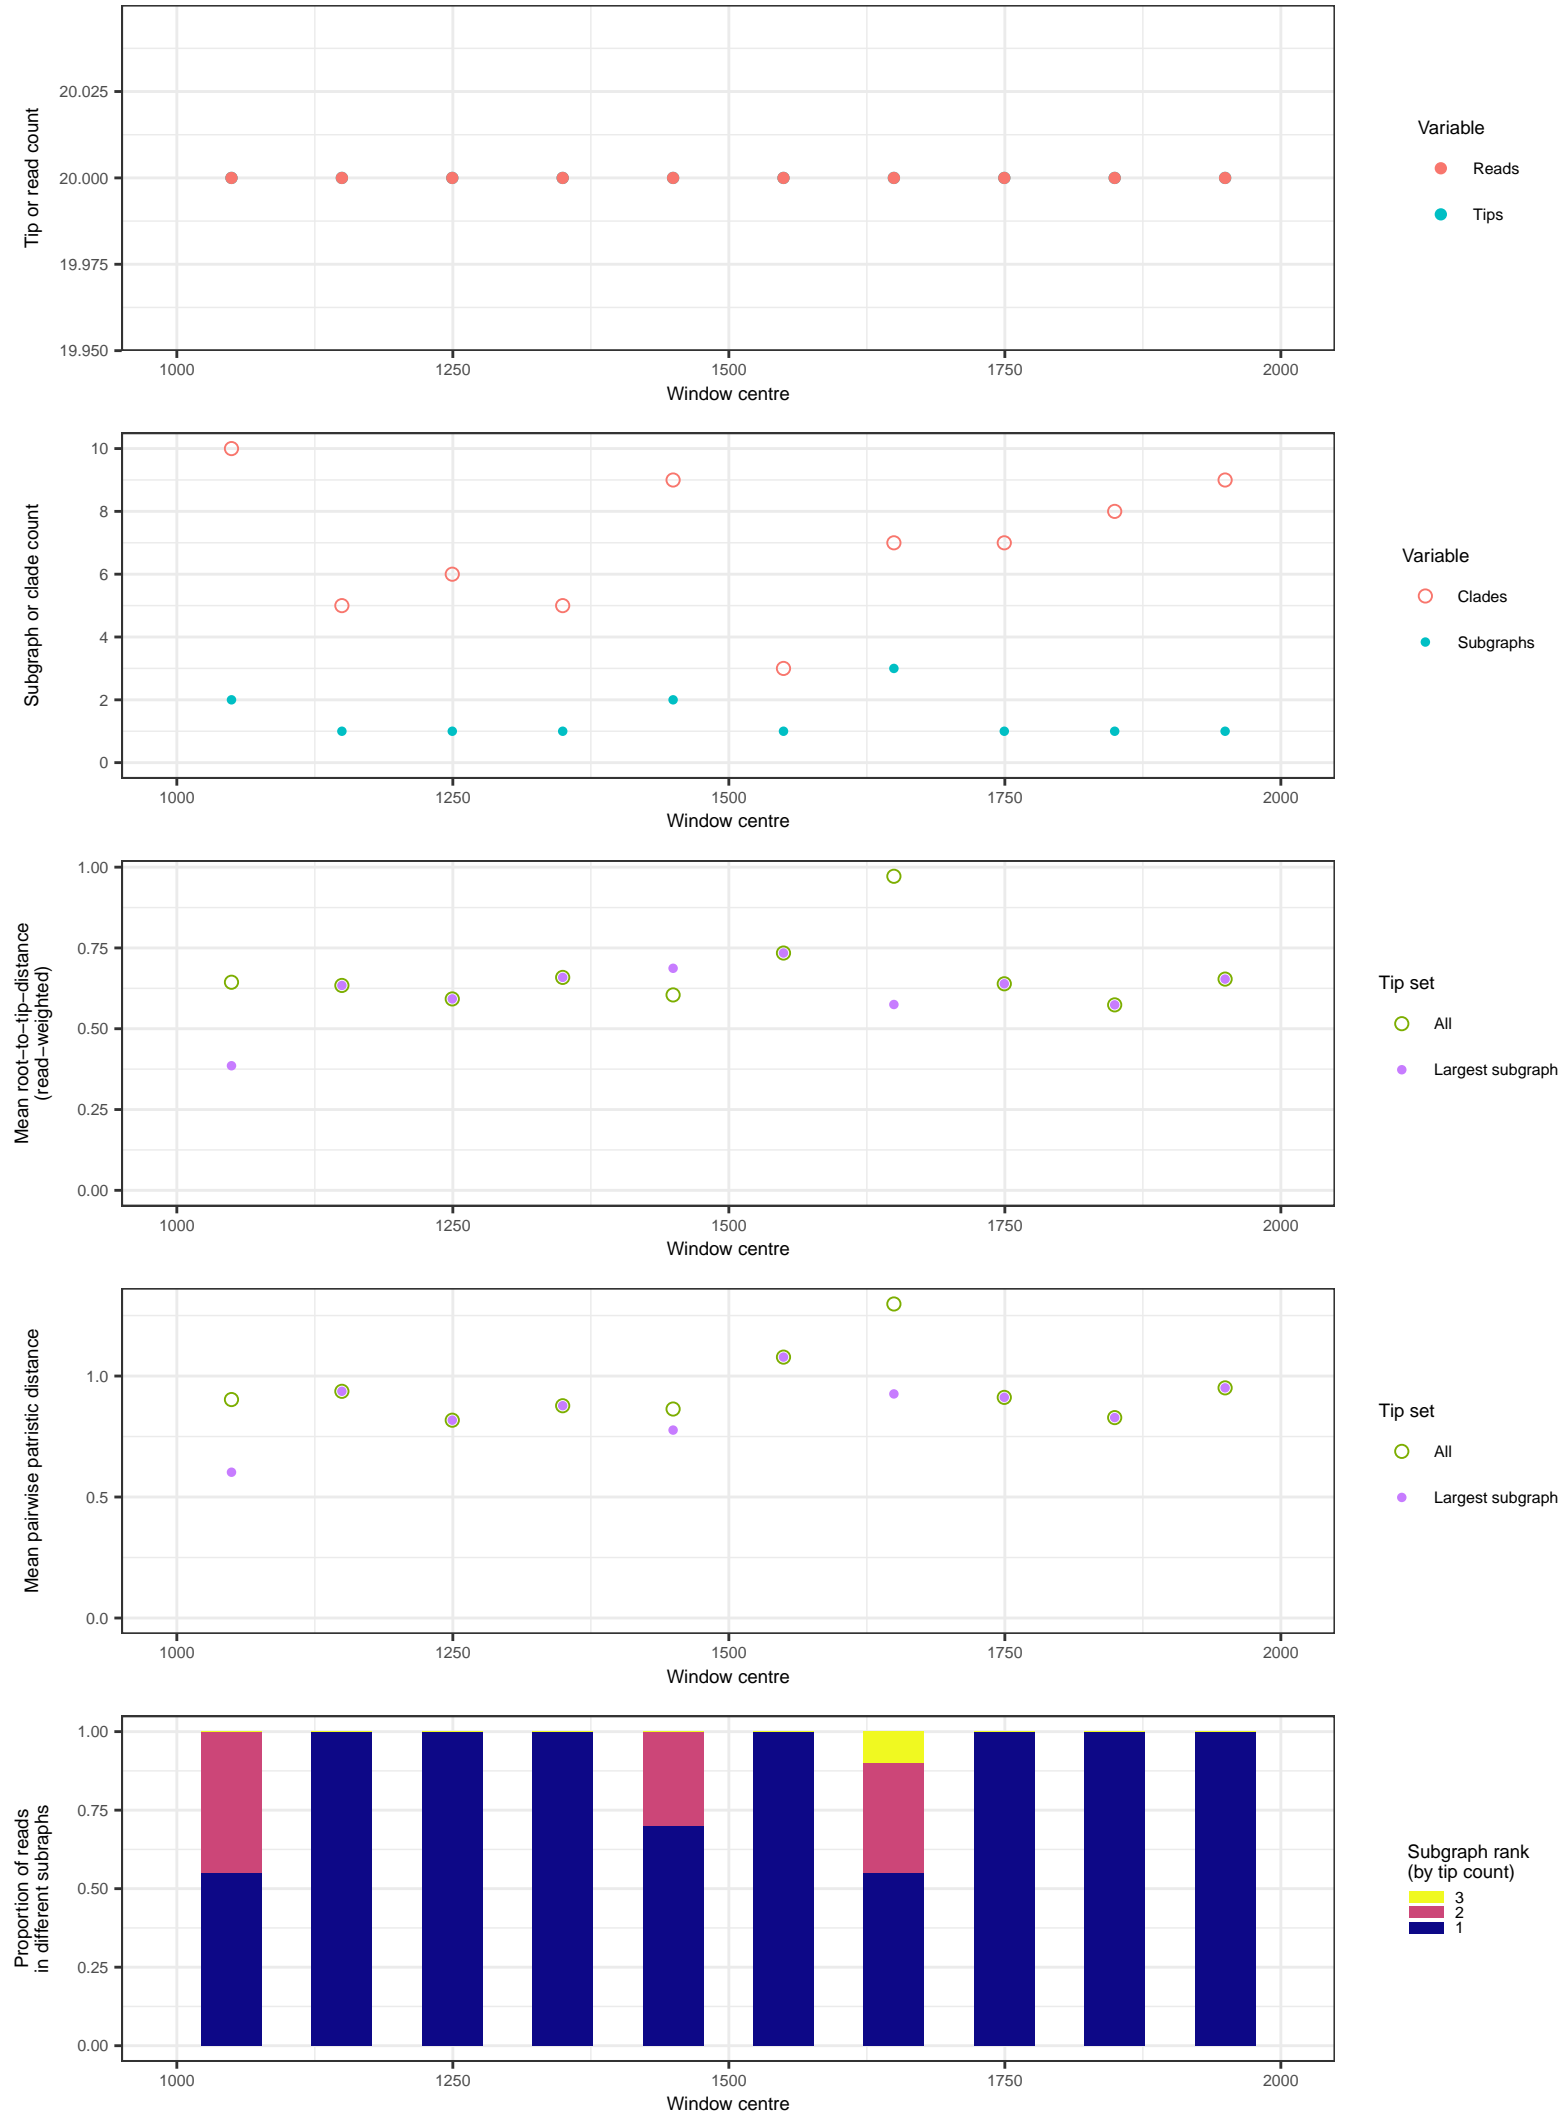 20.025
20.000
19.975
19.950
Tip or read count
1000 1250 1500 1750 2000
Window centre
Variable
Reads
Tips
10
8
6
4
2
0
Subgraph or clade count
1000 1250 1500 1750 2000
Window centre
Variable
Clades
Subgraphs
1.00
0.75
0.50
0.25
0.00
Mean root−to−tip−distance
(read−weighted)
1000 1250 1500 1750 2000
Window centre
Tip set
All
Largest subgraph
1.0
0.5
0.0
Mean pairwise patristic distance
1000 1250 1500 1750 2000
Window centre
Tip set
All
Largest subgraph
1.00
0.75
0.50
0.25
0.00
Proportion of reads
in different subraphs
1000 1250 1500 1750 2000
Window centre
Subgraph rank
(by tip count)
3
2
1